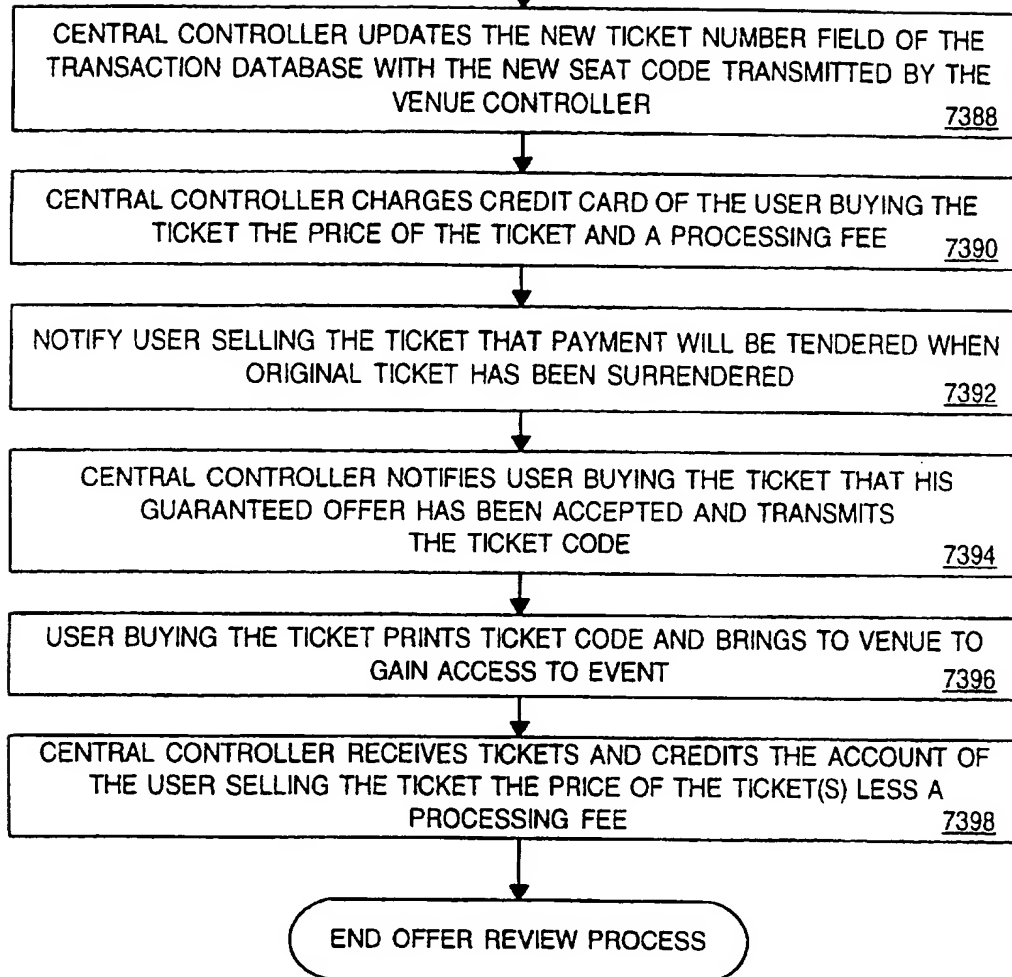 CENTRAL CONTROLLER UPDATES THE NEW TICKET NUMBER FIELD OF THE
TRANSACTION DATABASE WITH THE NEW SEAT CODE TRANSMITTED BY THE
VENUE CONTROLLER
7388
CENTRAL CONTROLLER CHARGES CREDIT CARD OF THE USER BUYING THE
TICKET THE PRICE OF THE TICKET AND A PROCESSING FEE
7390
NOTIFY USER SELLING THE TICKET THAT PAYMENT WILL BE TENDERED WHEN
ORIGINAL TICKET HAS BEEN SURRENDERED
7392
CENTRAL CONTROLLER NOTIFIES USER BUYING THE TICKET THAT HIS
GUARANTEED OFFER HAS BEEN ACCEPTED AND TRANSMITS
THE TICKET CODE
7394
USER BUYING THE TICKET PRINTS TICKET CODE AND BRINGS TO VENUE TO
GAIN ACCESS TO EVENT
7396
CENTRAL CONTROLLER RECEIVES TICKETS AND CREDITS THE ACCOUNT OF
THE USER SELLING THE TICKET THE PRICE OF THE TICKET(S) LESS A
PROCESSING FEE
7398
END OFFER REVIEW PROCESS